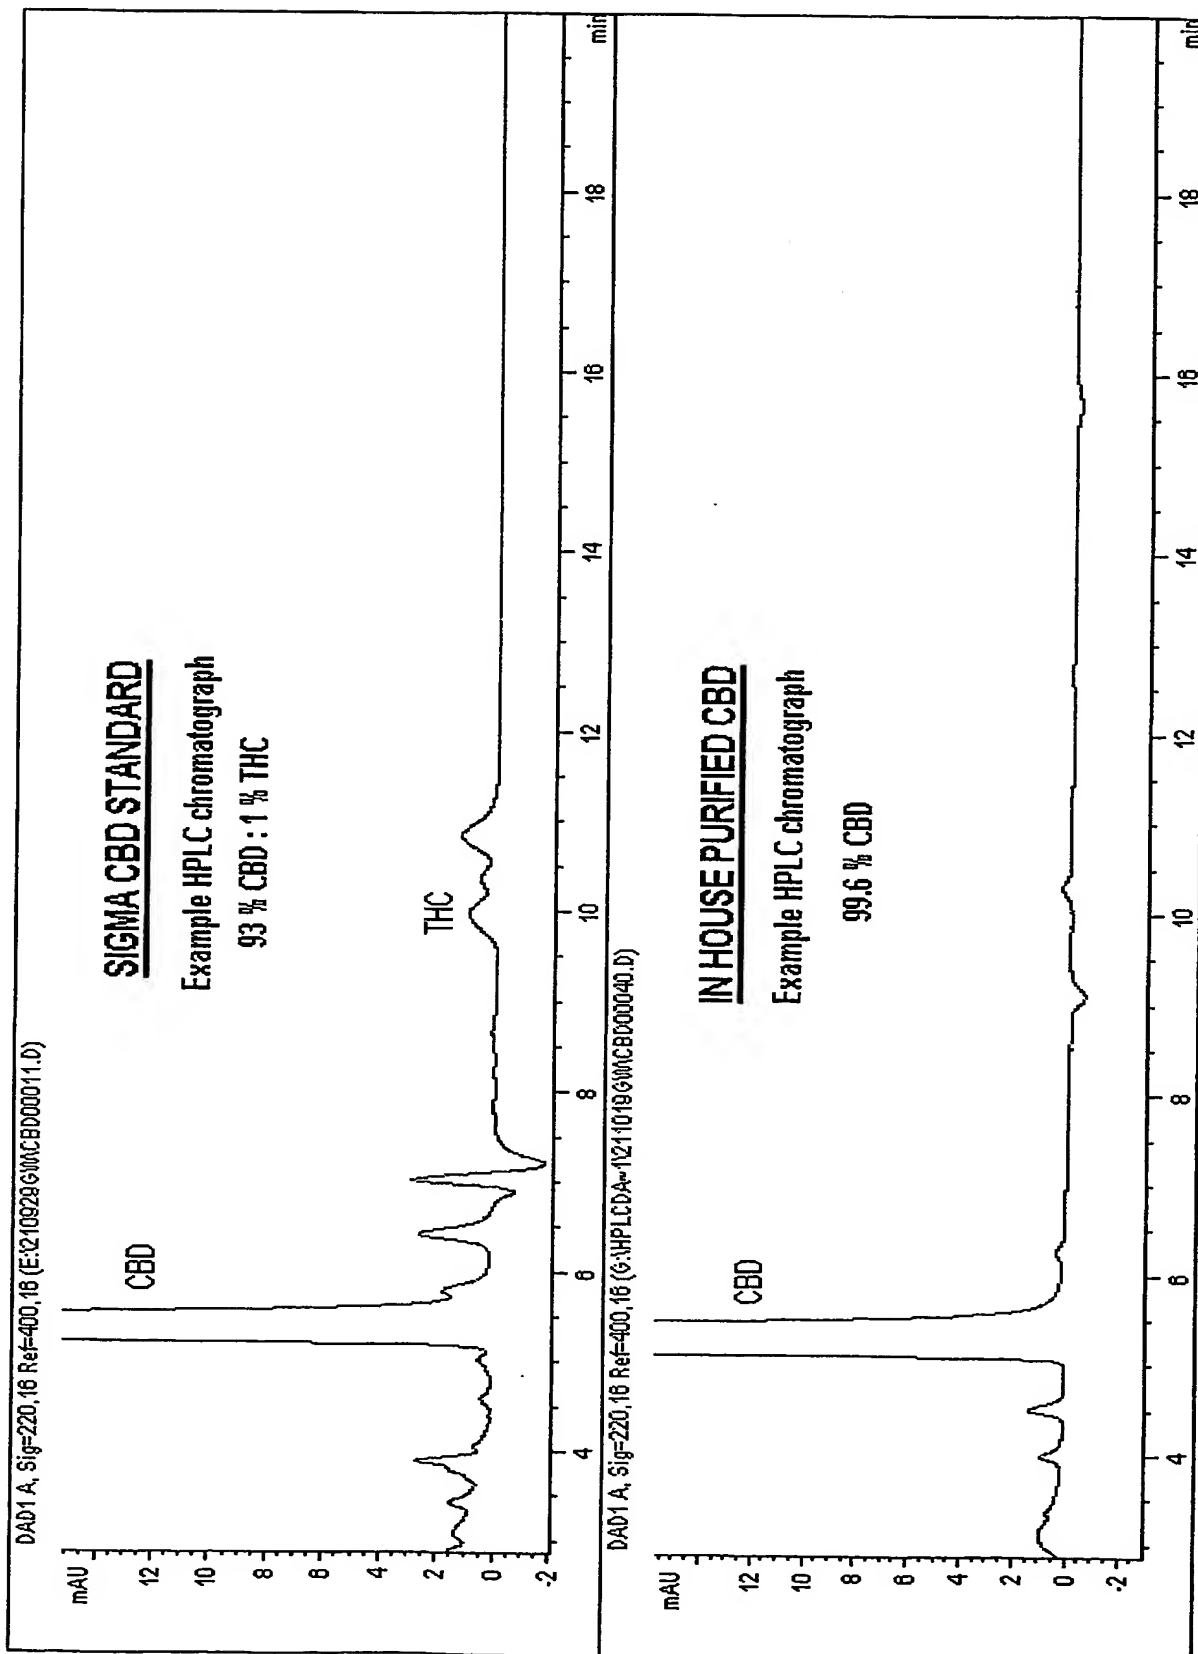 DAD1 A, Sig=220,16 Ref=400,16 (E:\210929GW\CBD00011.D)
mAU
12
10
8
6
4
2
0
-2
CBD
THC
SIGMA CBD STANDARD
Example HPLC chromatograph
93 % CBD : 1 % THC
4
6
8
10
12
14
16
18
min
DAD1 A, Sig=220,16 Ref=400,16 (G:\HPLCDA~1\211019GW\CBD00040.D)
mAU
12
10
8
6
4
2
0
-2
CBD
IN HOUSE PURIFIED CBD
Example HPLC chromatograph
99.6 % CBD
4
6
8
10
12
14
16
18
min